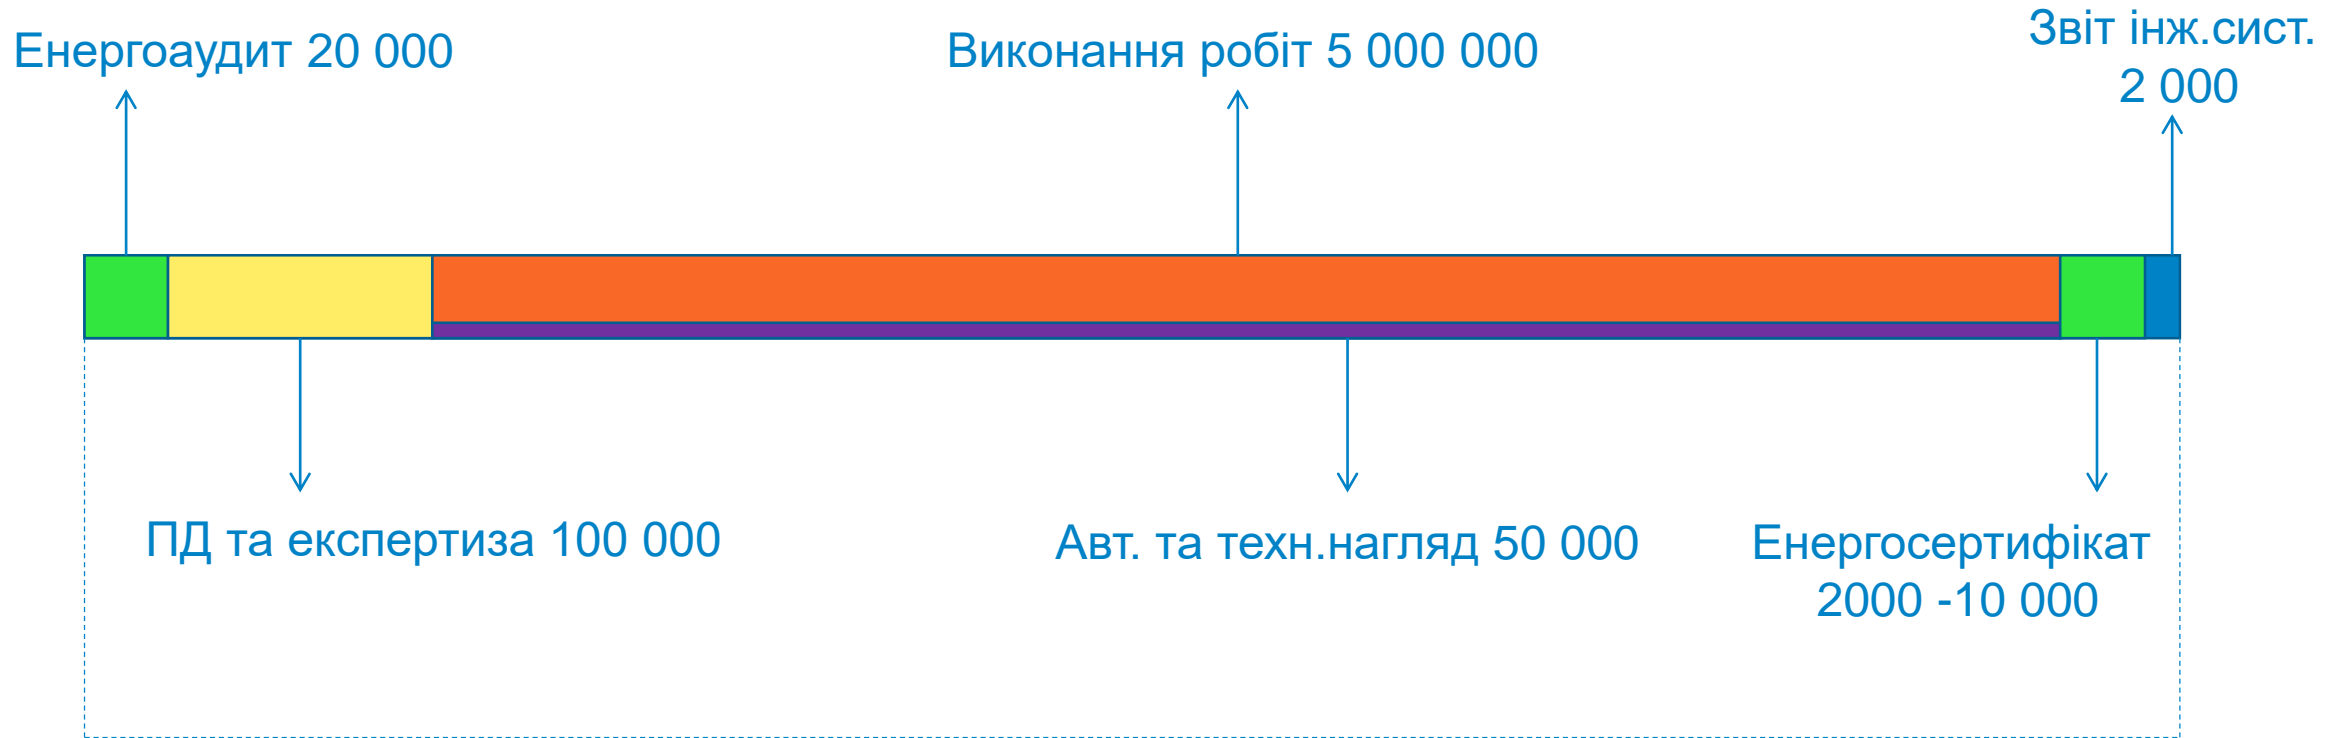 Енергоаудит 20 000
Виконання робіт 5 000 000
Звіт інж.сист.
2 000
ПД та експертиза 100 000
Авт. та техн.нагляд 50 000
Енергосертифікат
2000 -10 000